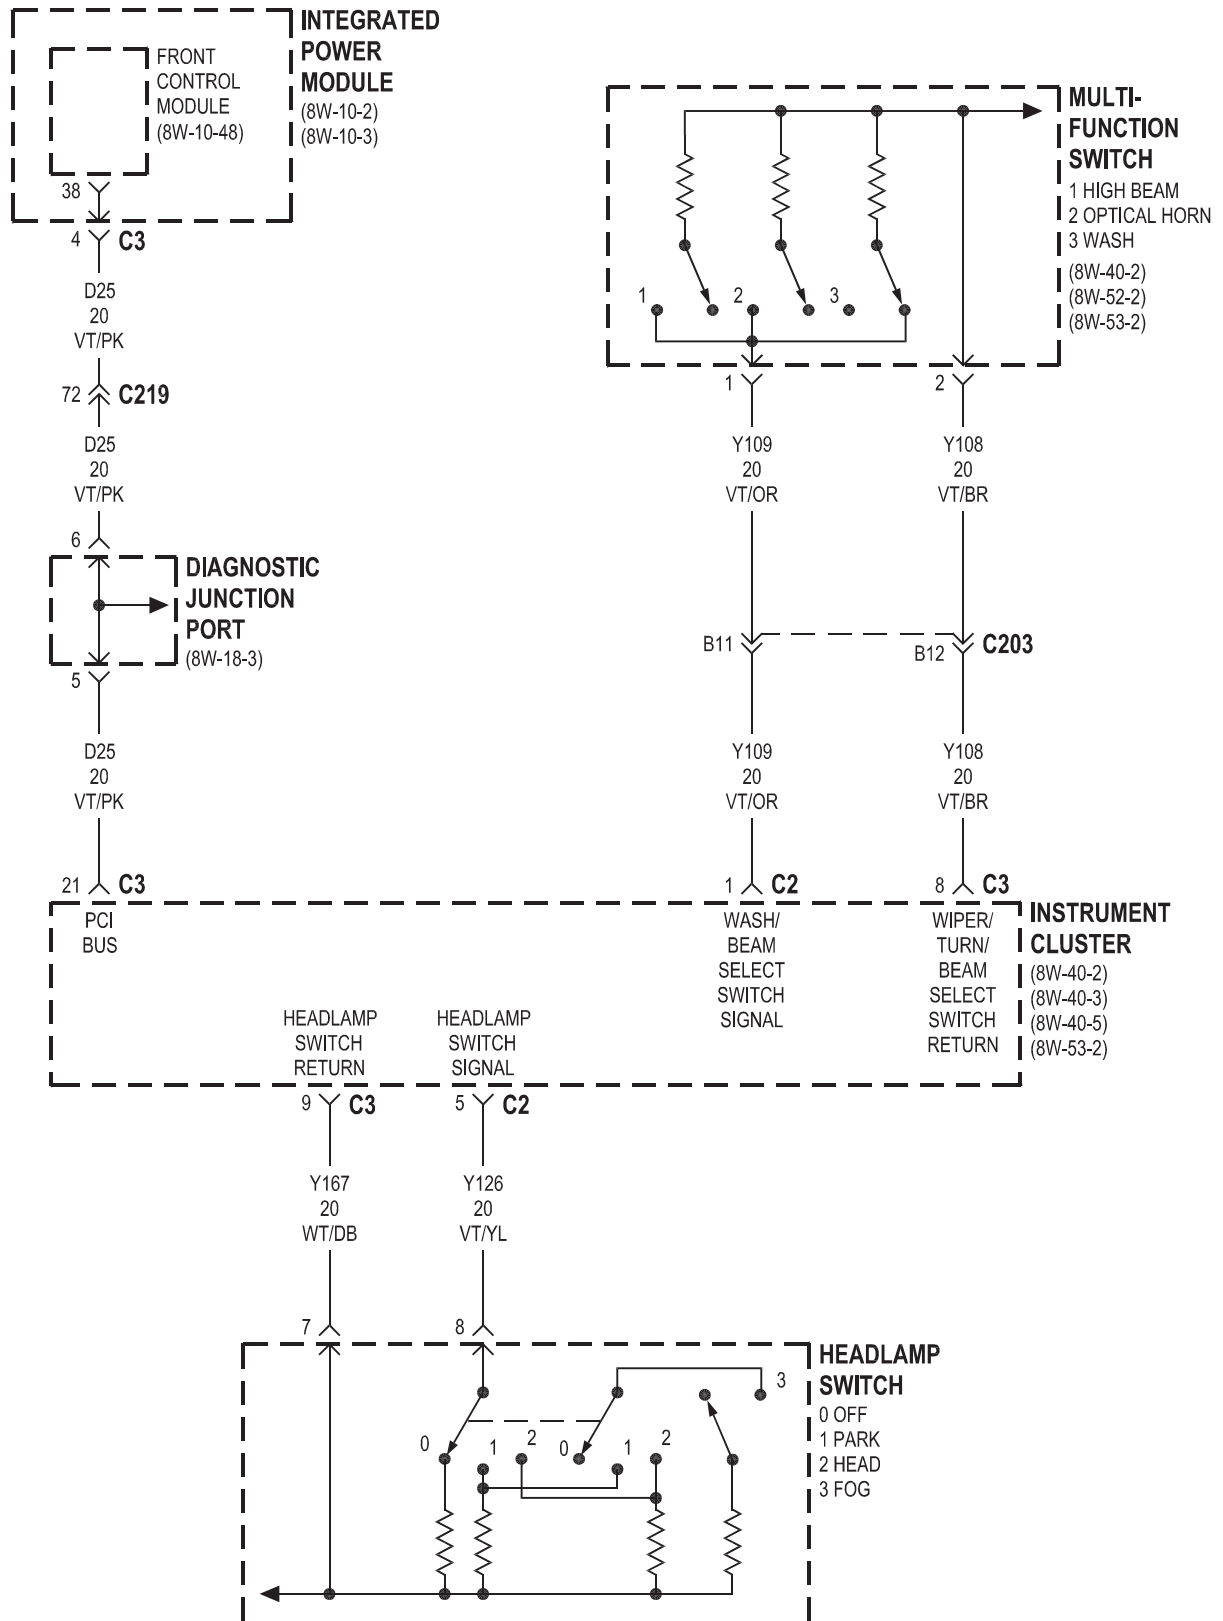 INTEGRATED
POWER
MODULE
(8W-10-2)
(8W-10-3)
FRONT
CONTROL
MODULE
(8W-10-48)
38
4 C3
D25
20
VT/PK
72 C219
D25
20
VT/PK
6
DIAGNOSTIC
JUNCTION
PORT
(8W-18-3)
5
D25
20
VT/PK
21 C3
MULTI-
FUNCTION
SWITCH
1 HIGH BEAM
2 OPTICAL HORN
3 WASH
(8W-40-2)
(8W-52-2)
(8W-53-2)
1 2 3
1 2
Y109 Y108
20 20
VT/OR VT/BR
B11 B12 C203
Y109 Y108
20 20
VT/OR VT/BR
1 C2 8 C3
INSTRUMENT
CLUSTER
(8W-40-2)
(8W-40-3)
(8W-40-5)
(8W-53-2)
PCI
BUS
WASH/
BEAM
SELECT
SWITCH
SIGNAL
WIPER/
TURN/
BEAM
SELECT
SWITCH
RETURN
HEADLAMP
SWITCH
RETURN
HEADLAMP
SWITCH
SIGNAL
9 C3 5 C2
Y167 Y126
20 20
WT/DB VT/YL
7 8
HEADLAMP
SWITCH
0 OFF
1 PARK
2 HEAD
3 FOG
3
0 1 2 0 1 2